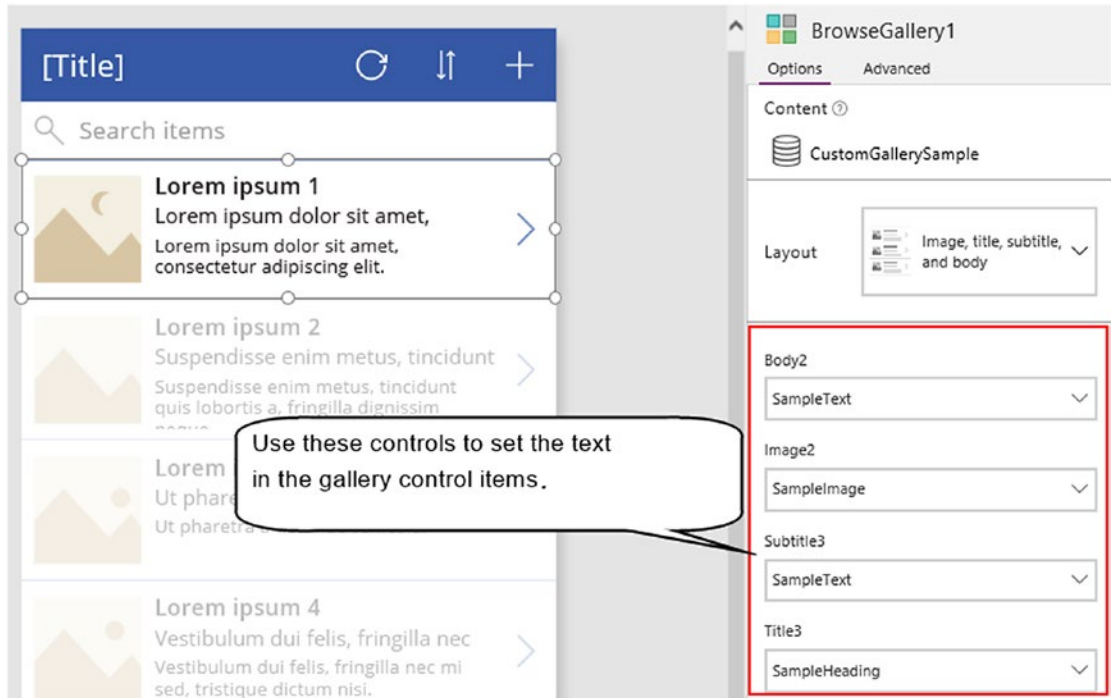 [Title]
Search items
Lorem ipsum 1
Lorem ipsum dolor sit amet,
Lorem ipsum dolor sit amet,
consectetur adipiscing elit.
Lorem ipsum 2
Suspendisse enim metus, tincidunt
Suspendisse enim metus, tincidunt
quis lobortis a, fringilla dignissim
Lorem
Ut phare
Ut pharetra
Lorem ipsum 4
Vestibulum dui felis, fringilla nec
Vestibulum dui felis, fringilla nec mi
sed, tristique dictum nisi.
Use these controls to set the text
in the gallery control items.
BrowseGallery1
Options Advanced
Content ?
CustomGallerySample
Layout
Image, title, subtitle,
and body
Body2
SampleText
Image2
SampleImage
Subtitle3
SampleText
Title3
SampleHeading